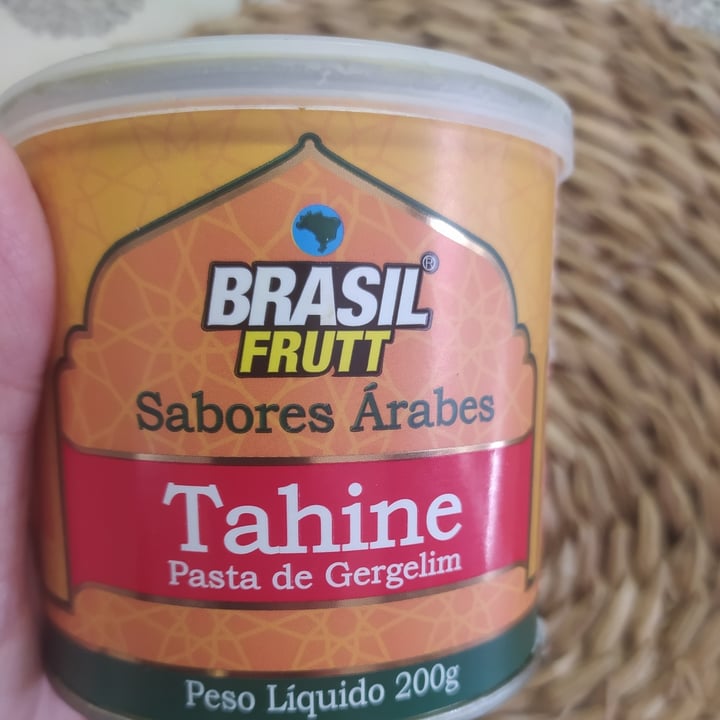 BRASIL®
FRUTT
Sabores Árabes
Tahine
Pasta de Gergelim
Peso Líquido 200g